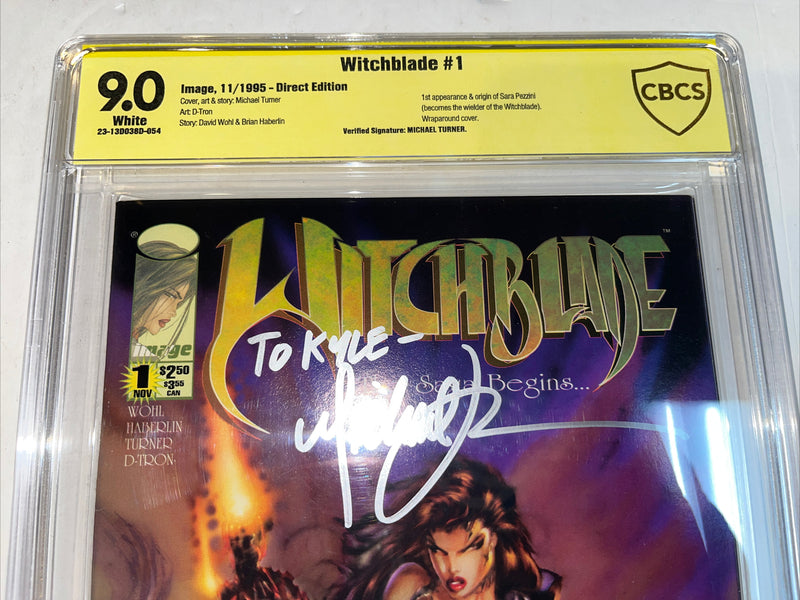 Witchblade #1
9.0
White
23-13D038D-054
Image, 11/1995 - Direct Edition
Cover, art & story: Michael Turner
Art: D-Tron
Story: David Wohl & Brian Haberlin
1st appearance & origin of Sara Pezzini
(becomes the wielder of the Witchblade).
Wraparound cover.
Verified Signature: MICHAEL TURNER.
CBCS
®
WITCHBLADE
™
image
TO KYLE-
Saga Begins...
1
NOV
$2.50
$3.55
CAN
WOHL
HABERLIN
TURNER
D-TRON